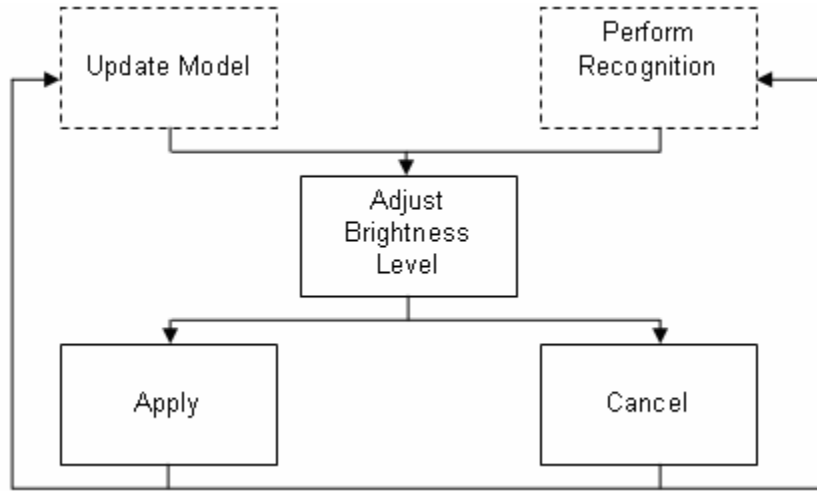 Update Model
Perform
Recognition
Adjust
Brightness
Level
Apply
Cancel